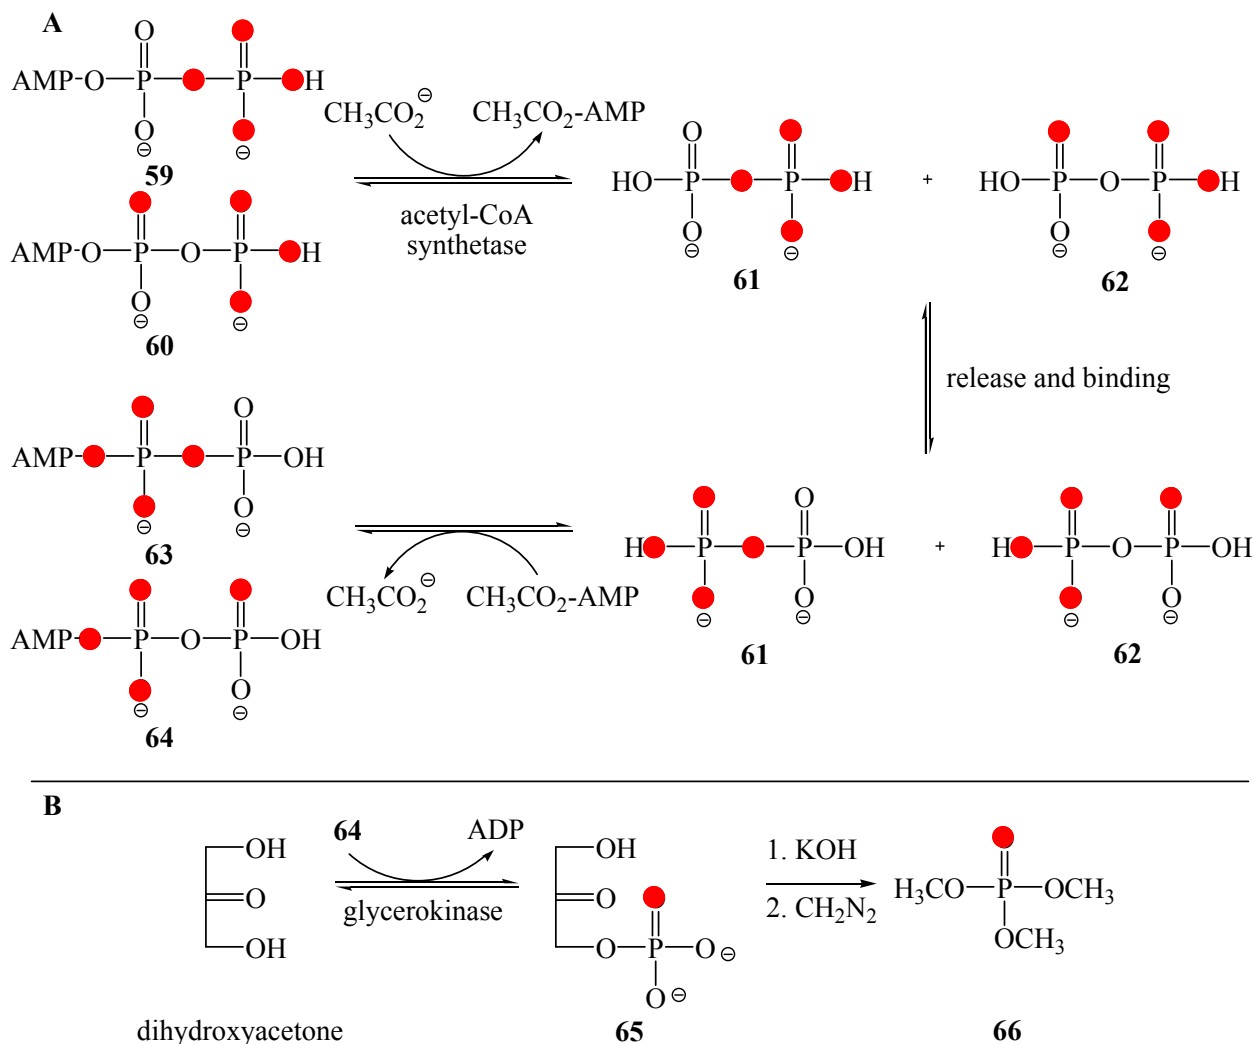 A
AMP-O P P H
O O
O
59
AMP-O P O P H
O
60
CH₃CO₂⊖ CH₃CO₂-AMP
acetyl-CoA
synthetase
O
HO P P H
O
61
+
HO P O P H
O
62
release and binding
O
AMP P P OH
O
63
AMP P O P OH
O
64
CH₃CO₂⊖ CH₃CO₂-AMP
O
H P P OH
O
61
+
H P O P OH
O
62
B
OH
O
OH
dihydroxyacetone
64 ADP
glycerokinase
OH
O
O P O⊖
O⊖
65
1. KOH
2. CH₂N₂
H₃CO P OCH₃
OCH₃
66